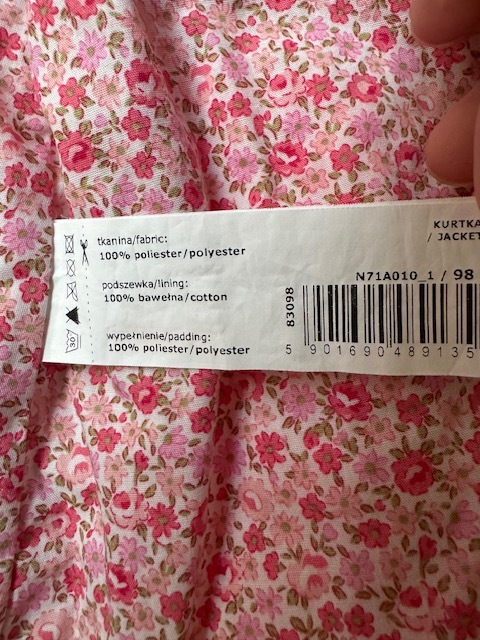 KURTKA
/ JACKET
tkanina/fabric:
100% poliester/polyester
podszewka/lining:
100% bawełna/cotton
wypełnienie/padding:
100% poliester/polyester
N71A010_1 / 98
83098
5 901690 489135
30